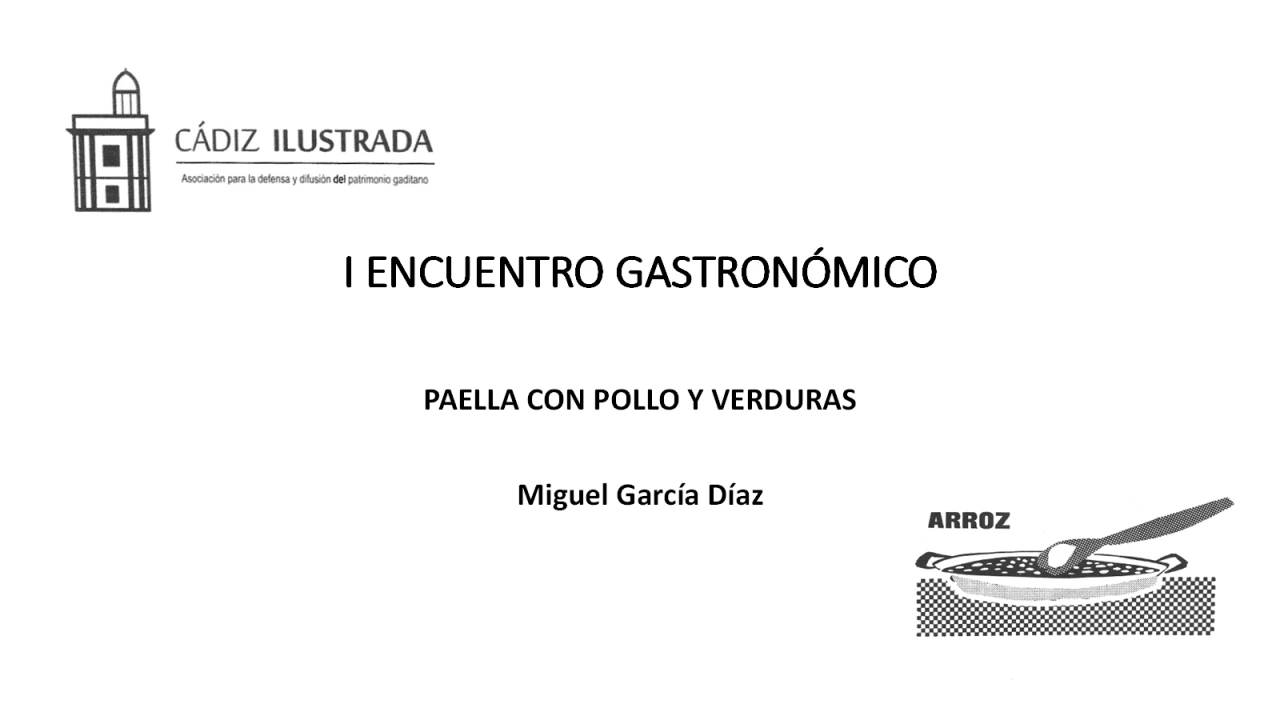 CÁDIZ ILUSTRADA
Asociación para la defensa y difusión del patrimonio gaditano
I ENCUENTRO GASTRONÓMICO
PAELLA CON POLLO Y VERDURAS
Miguel García Díaz
ARROZ